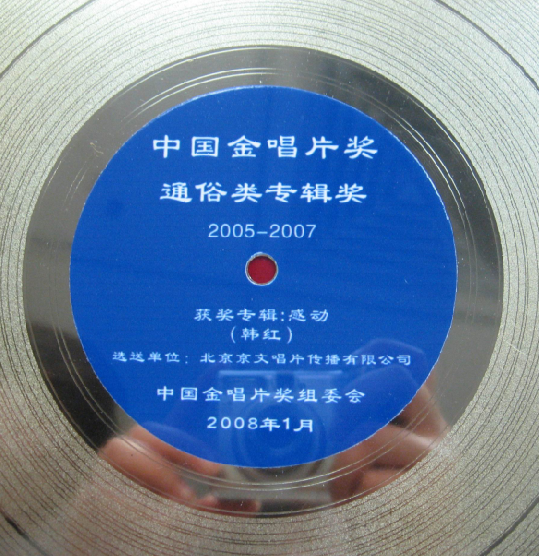 中国金唱片奖
通俗类专辑奖
2005-2007
获奖专辑:感动
(韩红)
选送单位: 北京京文唱片传播有限公司
中国金唱片奖组委会
2008年1月